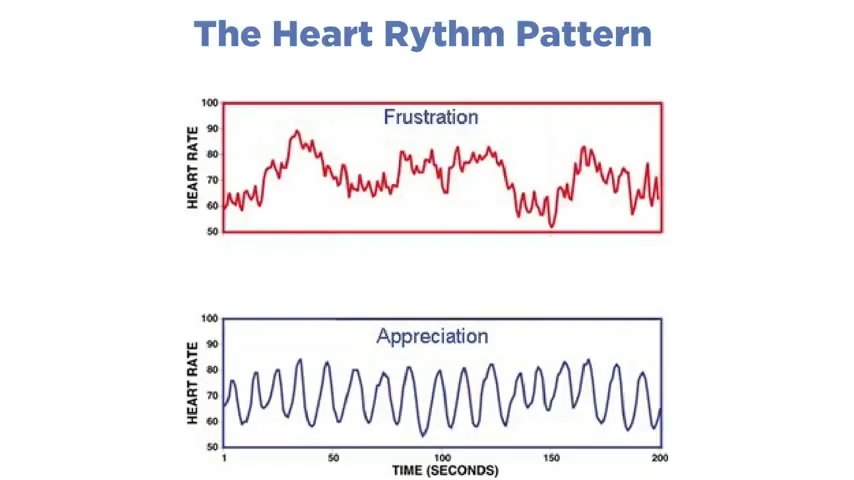 The Heart Rythm Pattern
Frustration
HEART RATE
100
90
80
70
60
50
Appreciation
HEART RATE
100
90
80
70
60
50
1 50 100 150 200
TIME (SECONDS)